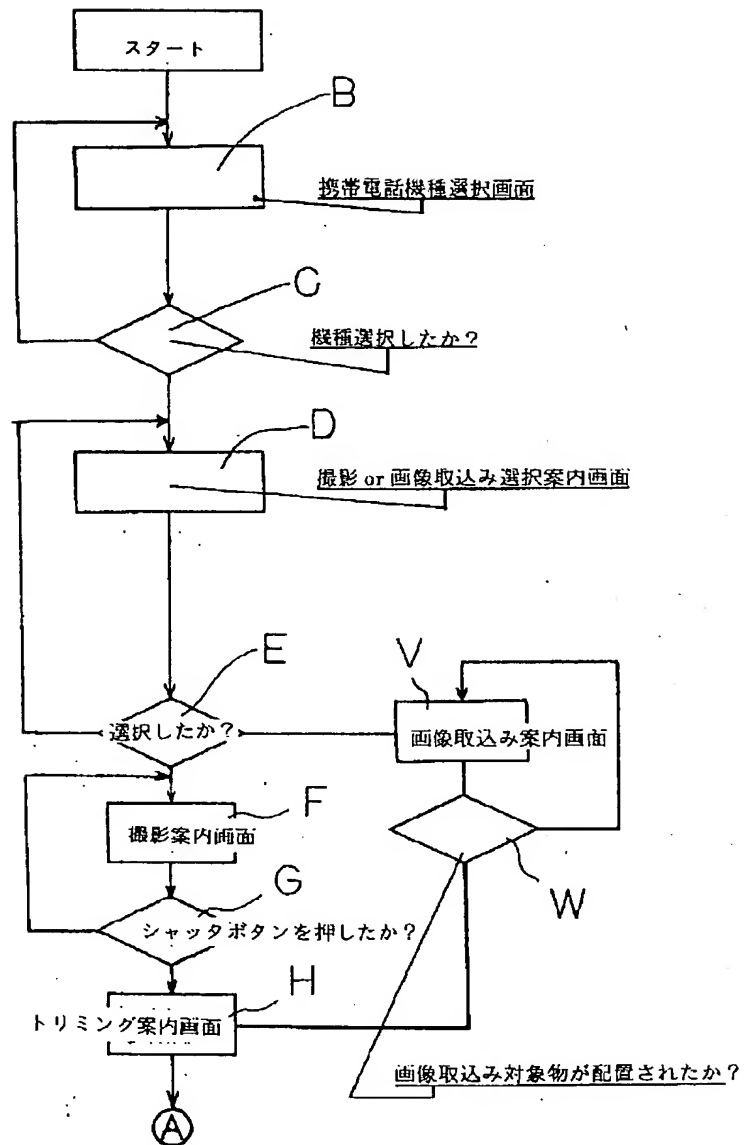 スタート
B
携帯電話機種選択画面
C
機種選択したか？
D
撮影 or 画像取込み選択案内画面
E
選択したか？
V
画像取込み案内画面
F
撮影案内画面
W
G
シャッタボタンを押したか？
H
トリミング案内画面
画像取込み対象物が配置されたか？
A